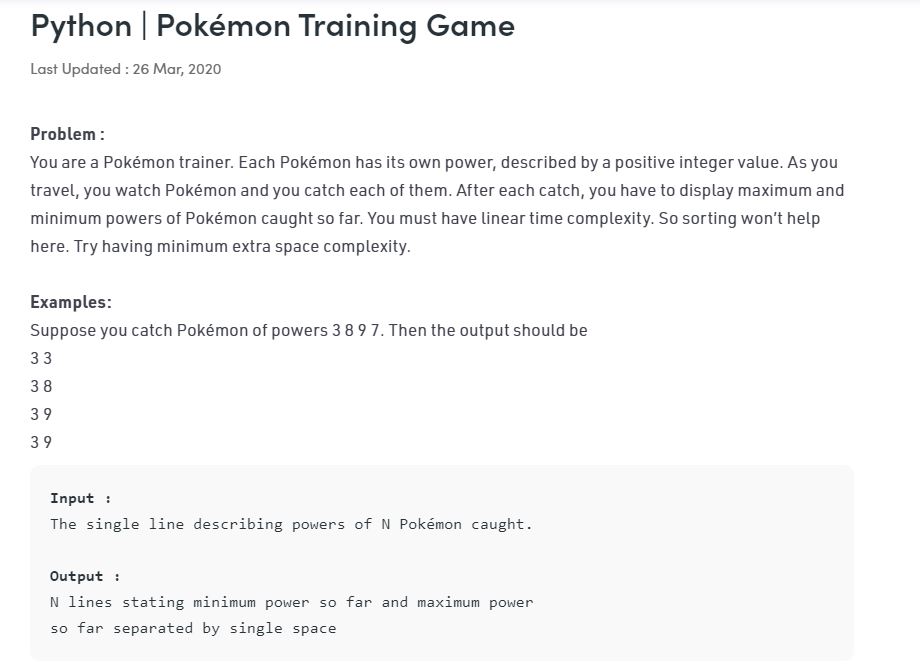 Python | Pokémon Training Game
Last Updated : 26 Mar, 2020
Problem :
You are a Pokémon trainer. Each Pokémon has its own power, described by a positive integer value. As you
travel, you watch Pokémon and you catch each of them. After each catch, you have to display maximum and
minimum powers of Pokémon caught so far. You must have linear time complexity. So sorting won’t help
here. Try having minimum extra space complexity.
Examples:
Suppose you catch Pokémon of powers 3 8 9 7. Then the output should be
3 3
3 8
3 9
3 9
Input :
The single line describing powers of N Pokémon caught.
Output :
N lines stating minimum power so far and maximum power
so far separated by single space